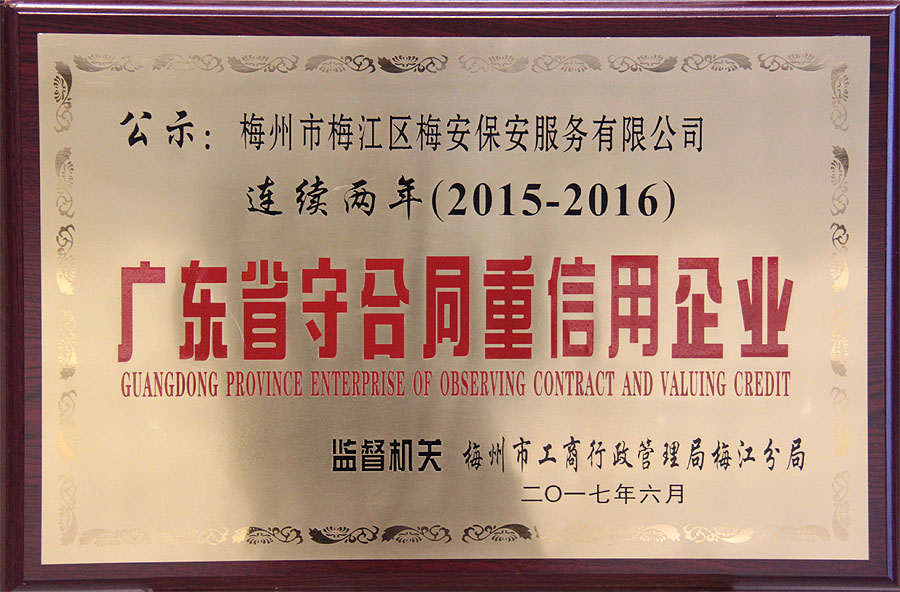 公示：梅州市梅江区梅安保安服务有限公司
连续两年(2015-2016)
广东省守合同重信用企业
GUANGDONG PROVINCE ENTERPRISE OF OBSERVING CONTRACT AND VALUING CREDIT
监督机关 梅州市工商行政管理局梅江分局
二〇一七年六月